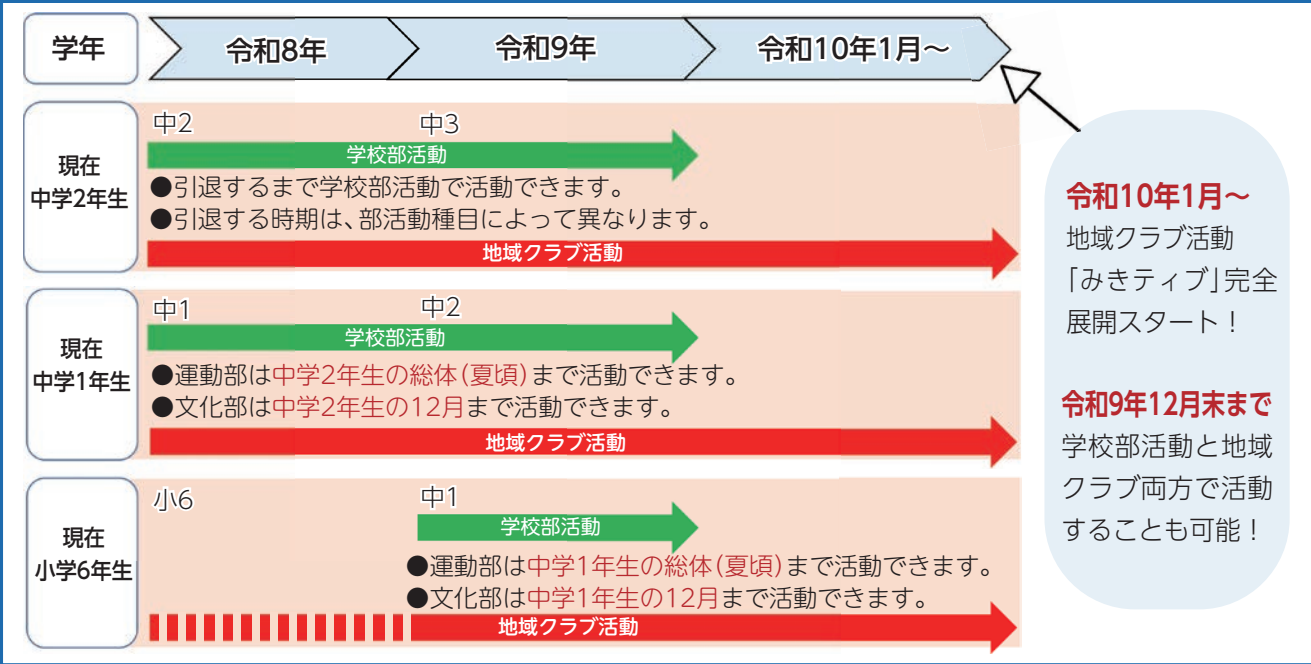 学年
令和8年
令和9年
令和10年1月～
現在
中学2年生
中2
中3
学校部活動
●引退するまで学校部活動で活動できます。
●引退する時期は、部活動種目によって異なります。
地域クラブ活動
現在
中学1年生
中1
中2
学校部活動
●運動部は中学2年生の総体（夏頃）まで活動できます。
●文化部は中学2年生の12月まで活動できます。
地域クラブ活動
現在
小学6年生
小6
中1
学校部活動
●運動部は中学1年生の総体（夏頃）まで活動できます。
●文化部は中学1年生の12月まで活動できます。
地域クラブ活動
令和10年1月～
地域クラブ活動
「みきティブ」完全
展開スタート！
令和9年12月末まで
学校部活動と地域
クラブ両方で活動
することも可能！